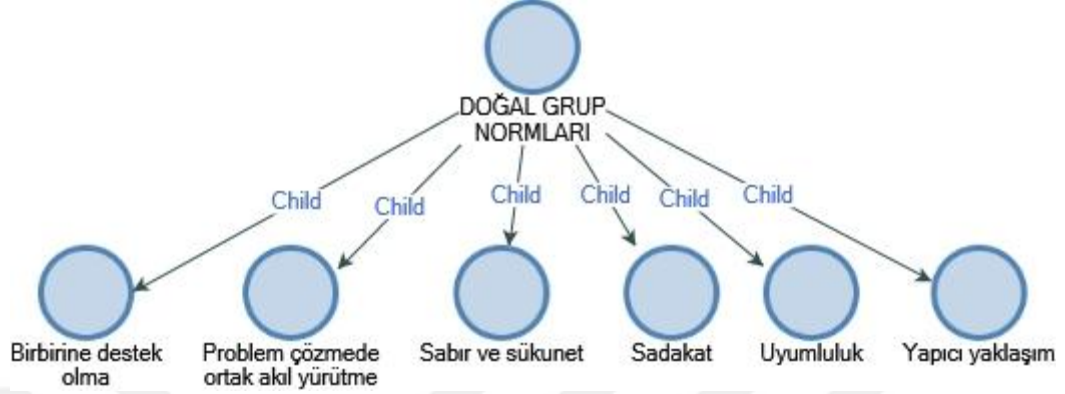 DOĞAL GRUP
NORMLARI
Child
Child
Child
Child
Child
Child
Birbirine destek
olma
Problem çözmede
ortak akıl yürütme
Sabır ve sükunet
Sadakat
Uyumluluk
Yapıcı yaklaşım